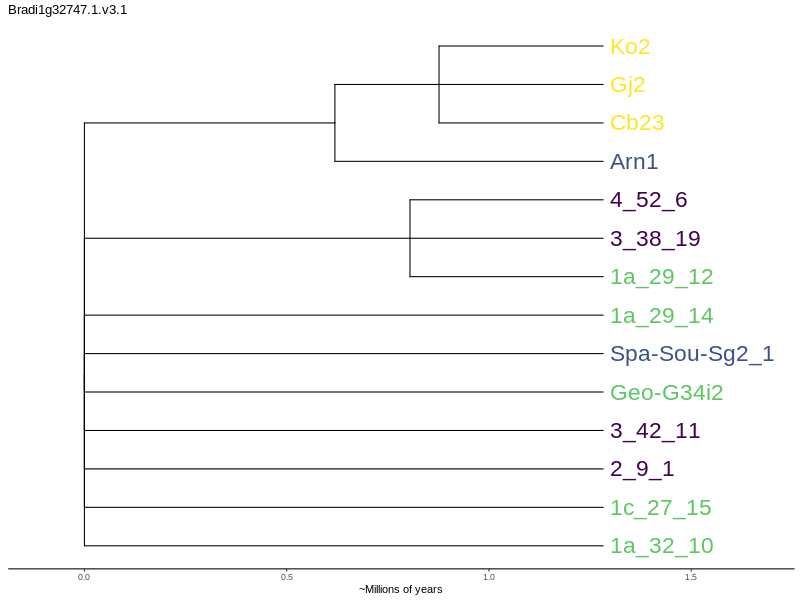 Bradi1g32747.1.v3.1
Ko2
Gj2
Cb23
Arn1
4_52_6
3_38_19
1a_29_12
1a_29_14
Spa-Sou-Sg2_1
Geo-G34i2
3_42_11
2_9_1
1c_27_15
1a_32_10
0.0 0.5 1.0 1.5
~Millions of years